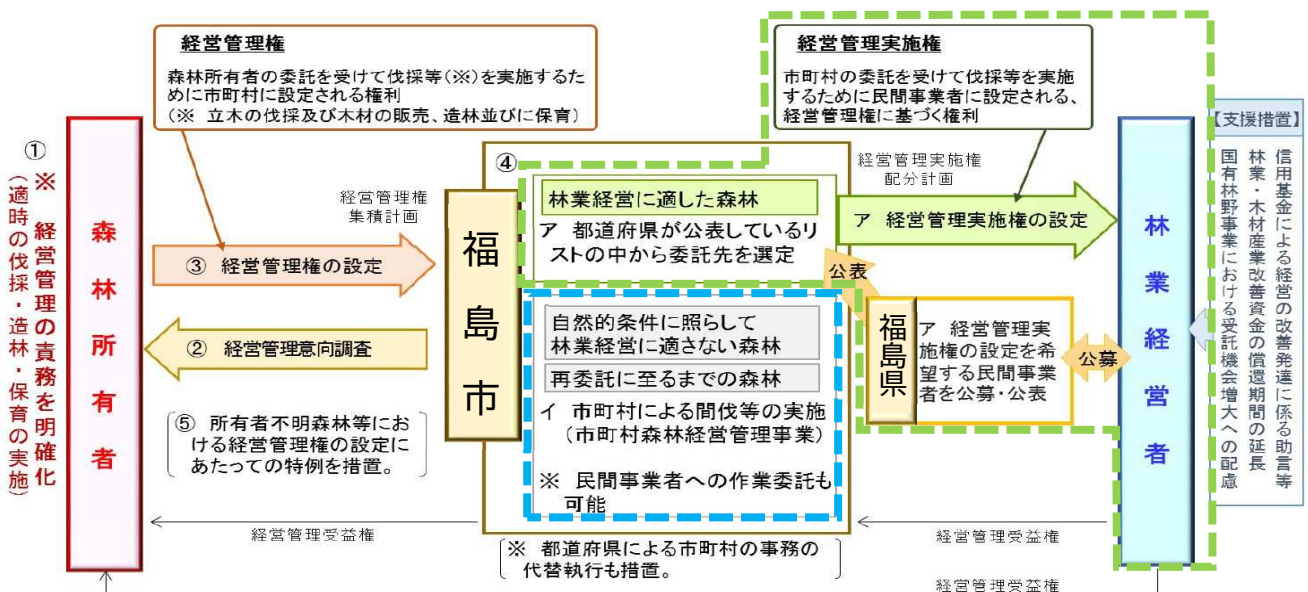 経営管理権
森林所有者の委託を受けて伐採等(※)を実施するた
めに市町村に設定される権利
(※ 立木の伐採及び木材の販売、造林並びに保育)
経営管理実施権
市町村の委託を受けて伐採等を実施
するために民間事業者に設定される、
経営管理権に基づく権利
①
※ 経営管理の責務を明確化
(適時の伐採・造林・保育の実施)
森林所有者
経営管理権
集積計画
③ 経営管理権の設定
② 経営管理意向調査
⑤ 所有者不明森林等にお
ける経営管理権の設定に
あたっての特例を措置。
経営管理受益権
福島市
④
林業経営に適した森林
ア 都道府県が公表しているリ
ストの中から委託先を選定
自然的条件に照らして
林業経営に適さない森林
再委託に至るまでの森林
イ 市町村による間伐等の実施
(市町村森林経営管理事業)
※ 民間事業者への作業委託も
可能
※ 都道府県による市町村の事務の
代替執行も措置。
経営管理実施権
配分計画
ア 経営管理実施権の設定
公表
福島県
ア 経営管理実
施権の設定を希
望する民間事業
者を公募・公表
公募
経営管理受益権
経営管理受益権
林業経営者
【支援措置】
信用基金による経営の改善発達に係る助言等
林業・木材産業改善資金の償還期間の延長
国有林野事業における受託機会増大への配慮